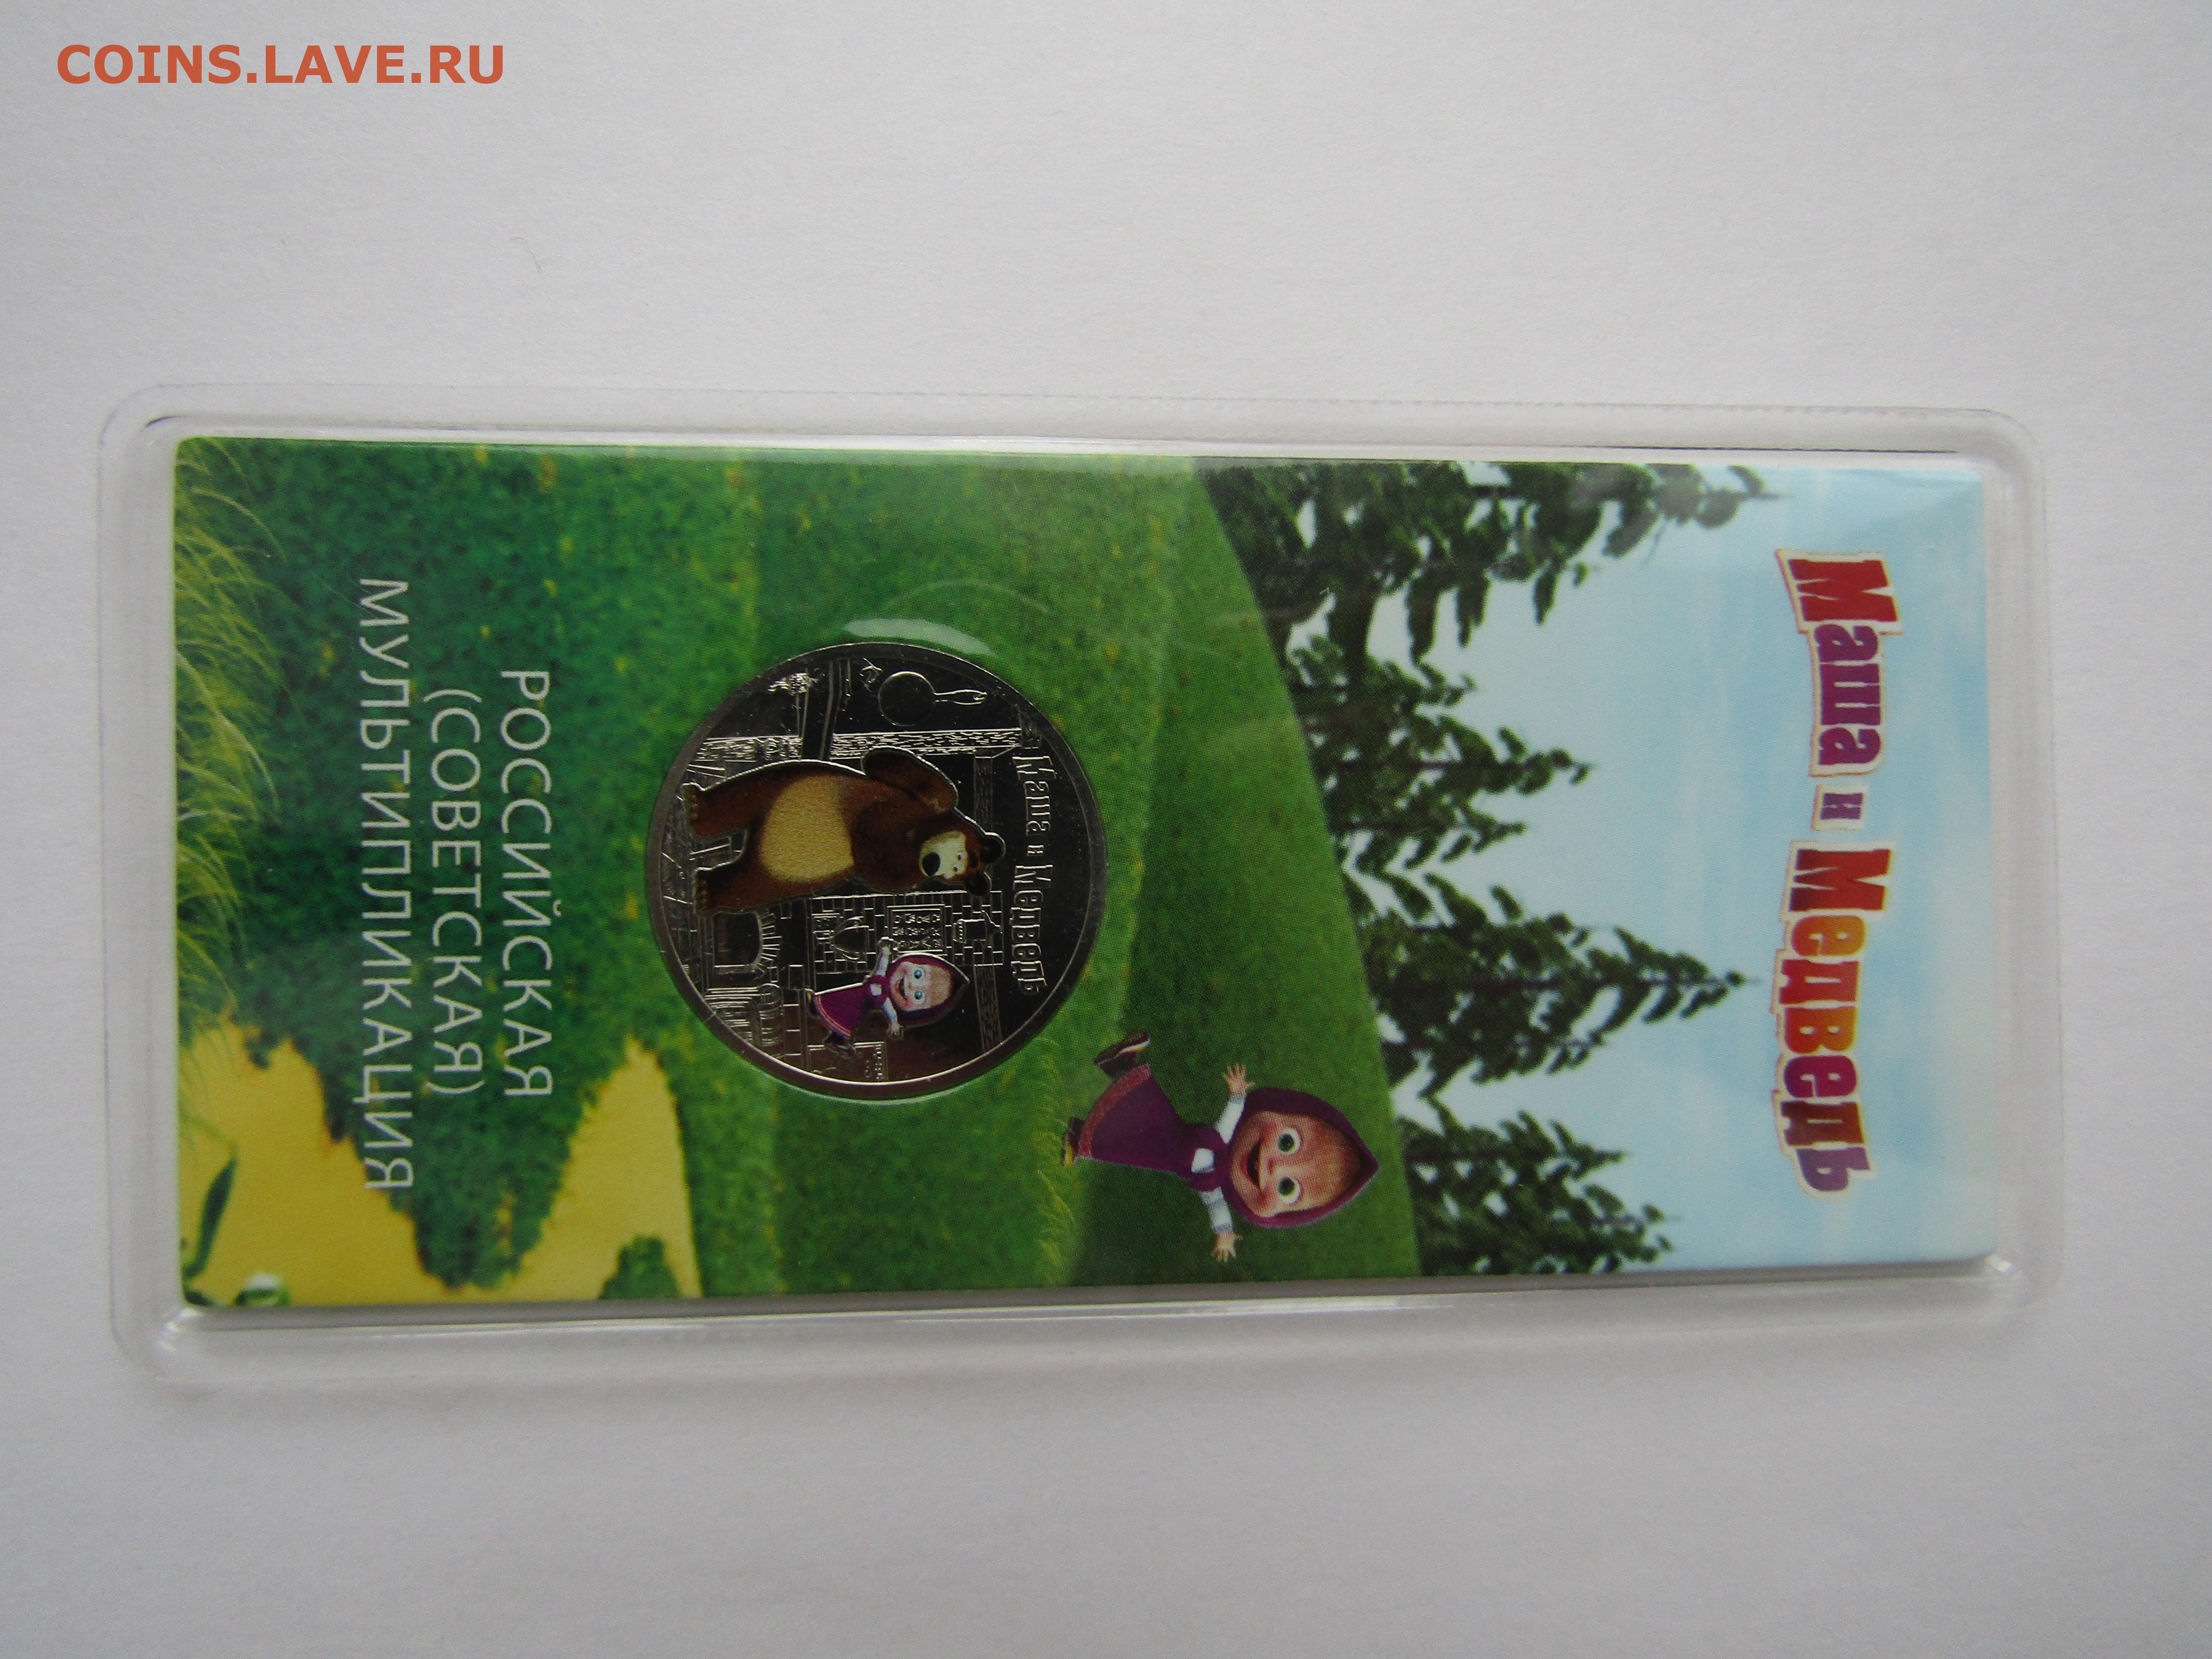 COINS.LAVE.RU
Маша и Медведь
Маша и Медведь
РОССИЙСКАЯ
(СОВЕТСКАЯ)
МУЛЬТИПЛИКАЦИЯ